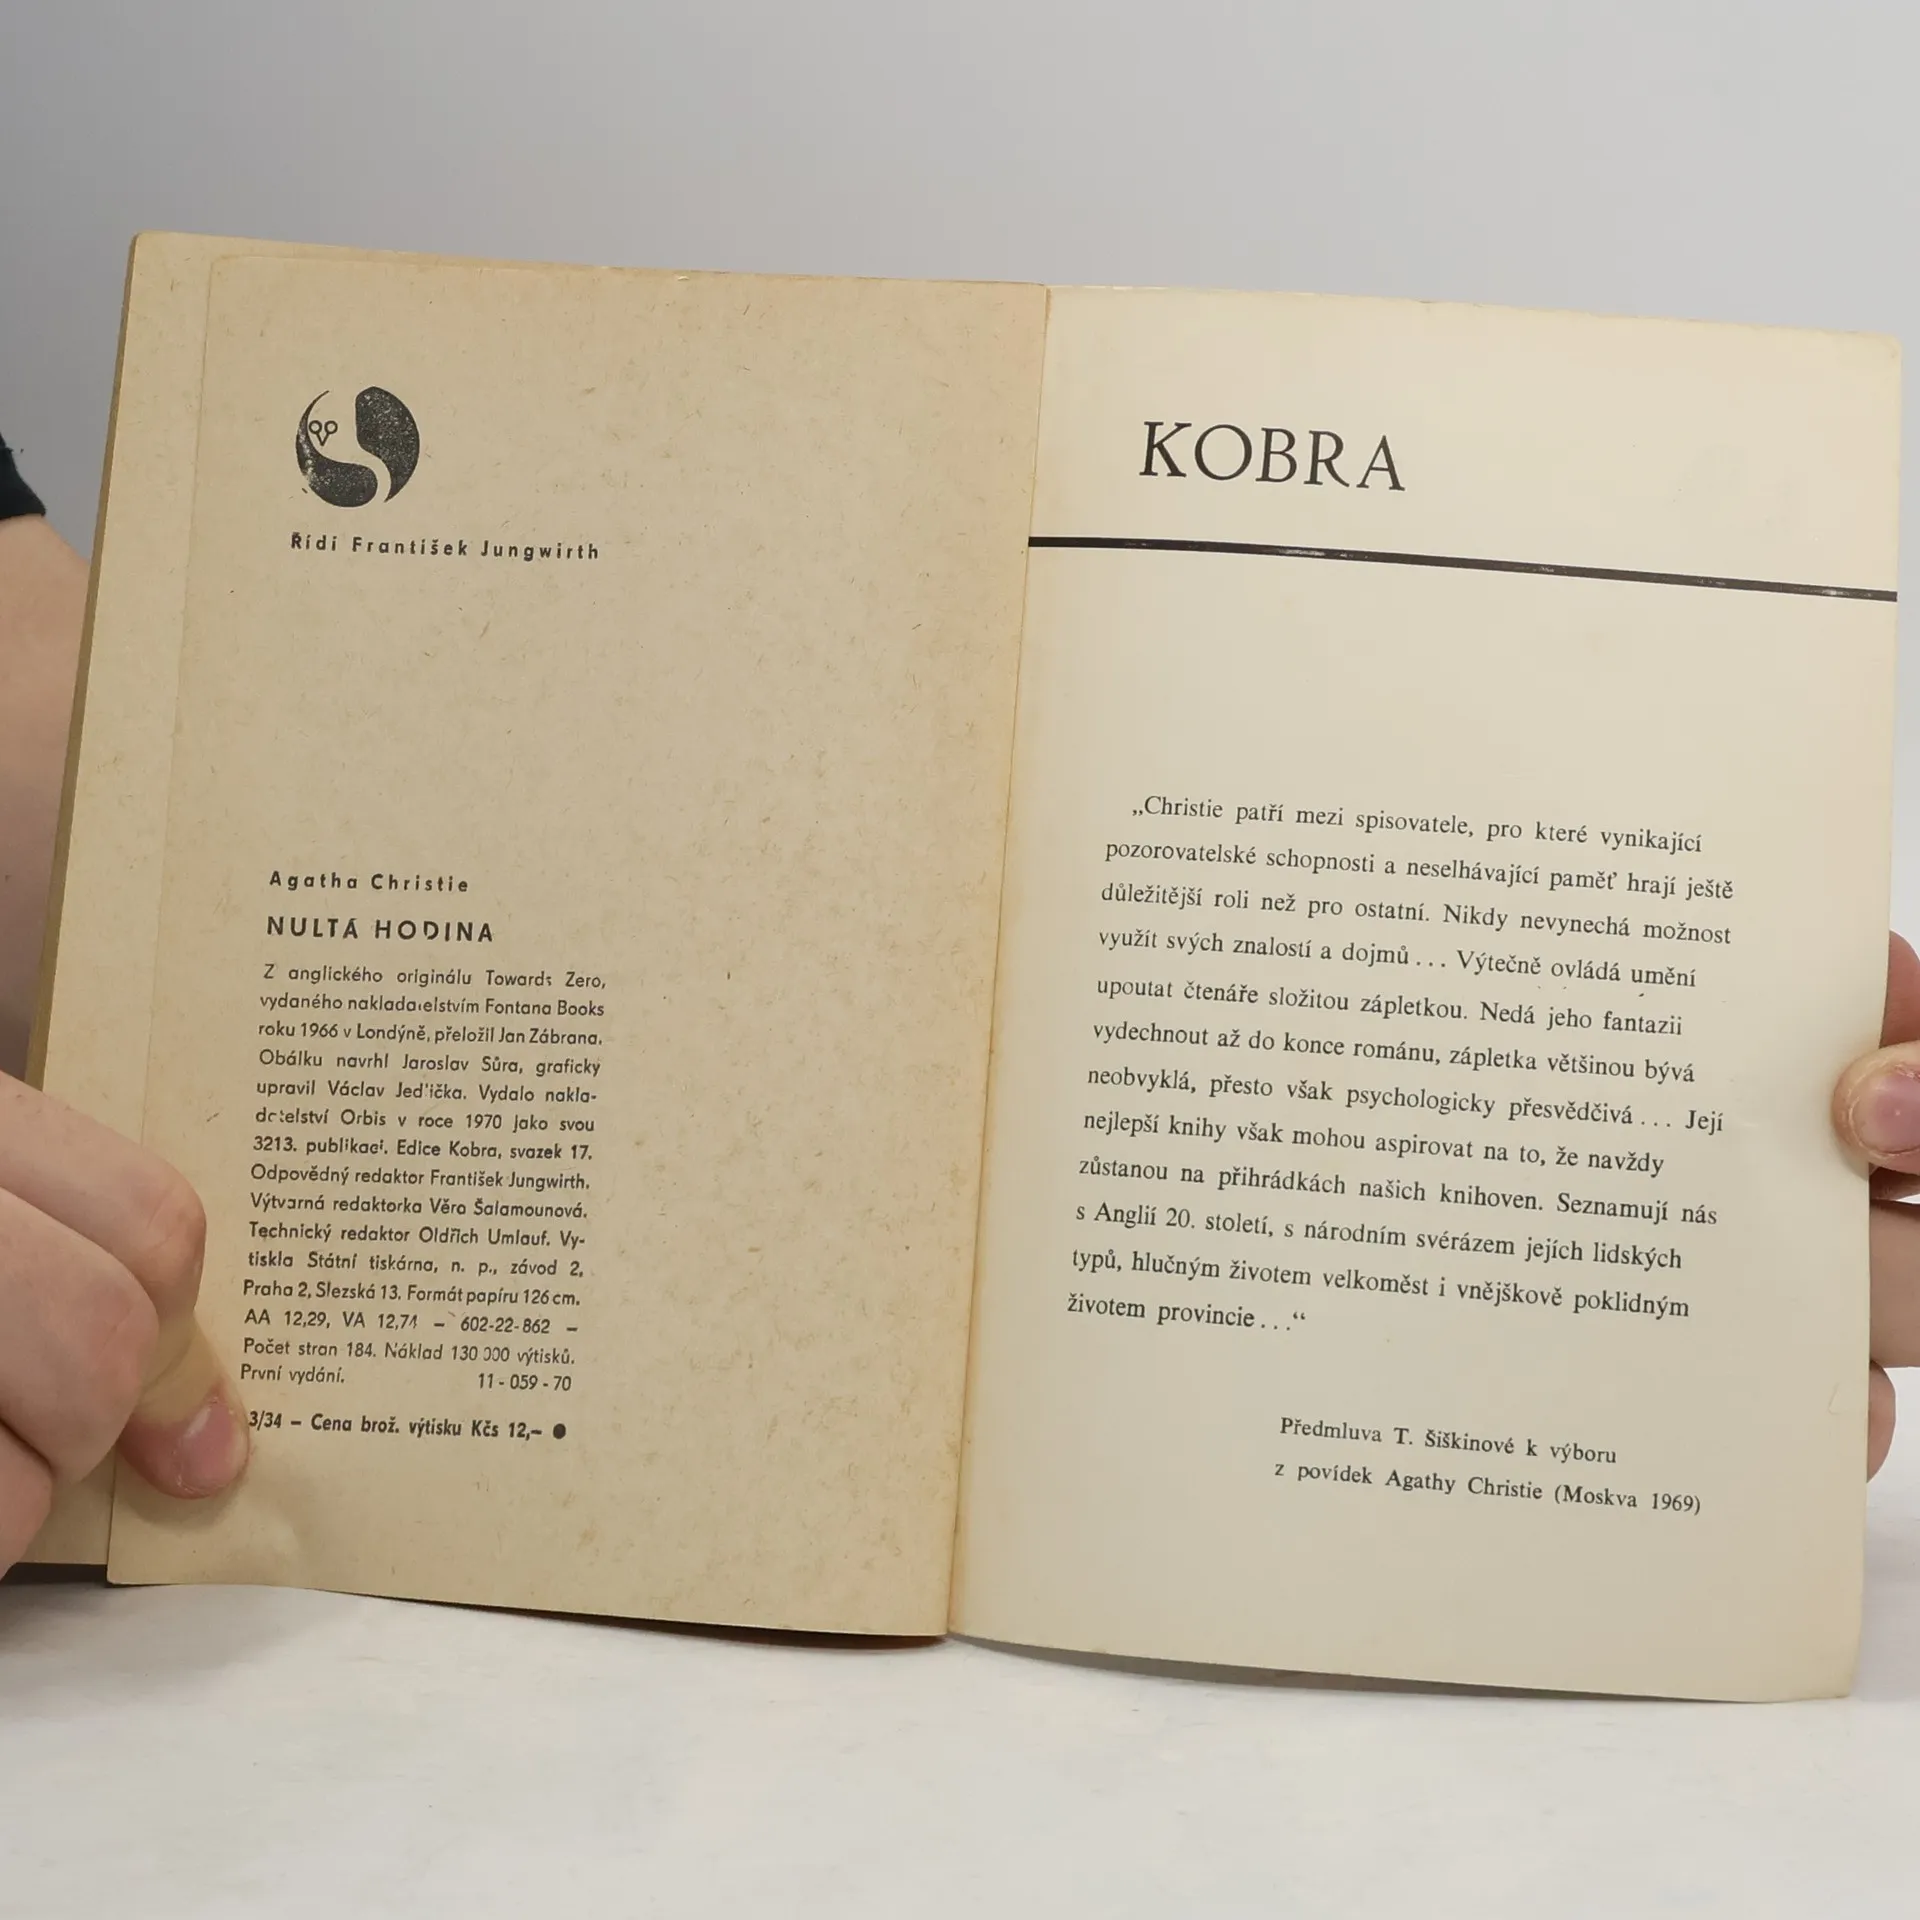 Řídi František Jungwirth
Agatha Christie
NULTÁ HODINA
Z anglického originálu Towards Zero,
vydaného nakladatelstvím Fontana Books
roku 1966 v Londýně, přeložil Jan Zábrana.
Obálku navrhl Jaroslav Sůra, grafický
upravil Václav Jedlička. Vydalo nakla-
datelství Orbis v roce 1970 jako svou
3213. publikaci. Edice Kobra, svazek 17.
Odpovědný redaktor František Jungwirth.
Výtvarná redaktorka Věra Šalamounová.
Technický redaktor Oldřich Umlauf. Vy-
tiskla Státní tiskárna, n. p., závod 2,
Praha 2, Slezská 13. Formát papíru 126 cm.
AA 12,29, VA 12,74 – 602-22-862 –
Počet stran 184. Náklad 130 000 výtisků.
První vydání. 11 - 059 - 70
3/34 – Cena brož. výtisku Kčs 12,– ●
KOBRA
„Christie patří mezi spisovatele, pro které vynikající
pozorovatelské schopnosti a neselhávající paměť hrají ještě
důležitější roli než pro ostatní. Nikdy nevynechá možnost
využít svých znalostí a dojmů... Výtečně ovládá umění
upoutat čtenáře složitou zápletkou. Nedá jeho fantazii
vydechnout až do konce románu, zápletka většinou bývá
neobvyklá, přesto však psychologicky přesvědčivá... Její
nejlepší knihy však mohou aspirovat na to, že navždy
zůstanou na přihrádkách našich knihoven. Seznamují nás
s Anglií 20. století, s národním svérázem jejích lidských
typů, hlučným životem velkoměst i vnějškově poklidným
životem provincie...“
Předmluva T. Šiškinové k výboru
z povídek Agathy Christie (Moskva 1969)